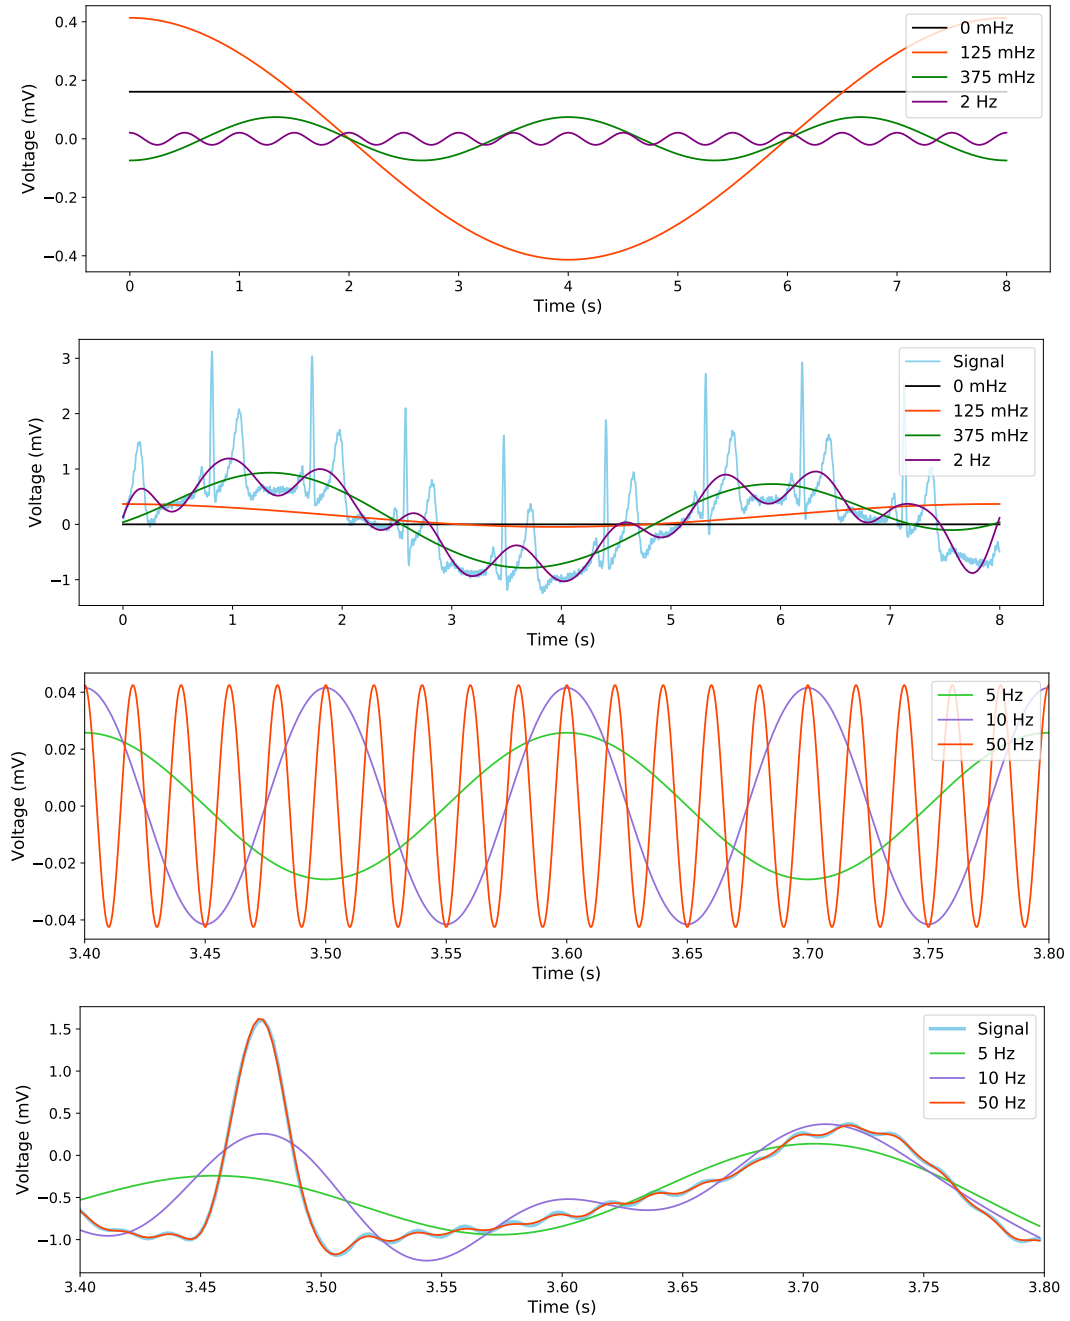 0.4
0.2
0.0
−0.2
−0.4
Voltage (mV)
0 mHz
125 mHz
375 mHz
2 Hz
0 1 2 3 4 5 6 7 8
Time (s)
3
2
1
0
−1
Voltage (mV)
Signal
0 mHz
125 mHz
375 mHz
2 Hz
0 1 2 3 4 5 6 7 8
Time (s)
0.04
0.02
0.00
−0.02
−0.04
Voltage (mV)
5 Hz
10 Hz
50 Hz
3.40 3.45 3.50 3.55 3.60 3.65 3.70 3.75 3.80
Time (s)
1.5
1.0
0.5
0.0
−0.5
−1.0
Voltage (mV)
Signal
5 Hz
10 Hz
50 Hz
3.40 3.45 3.50 3.55 3.60 3.65 3.70 3.75 3.80
Time (s)